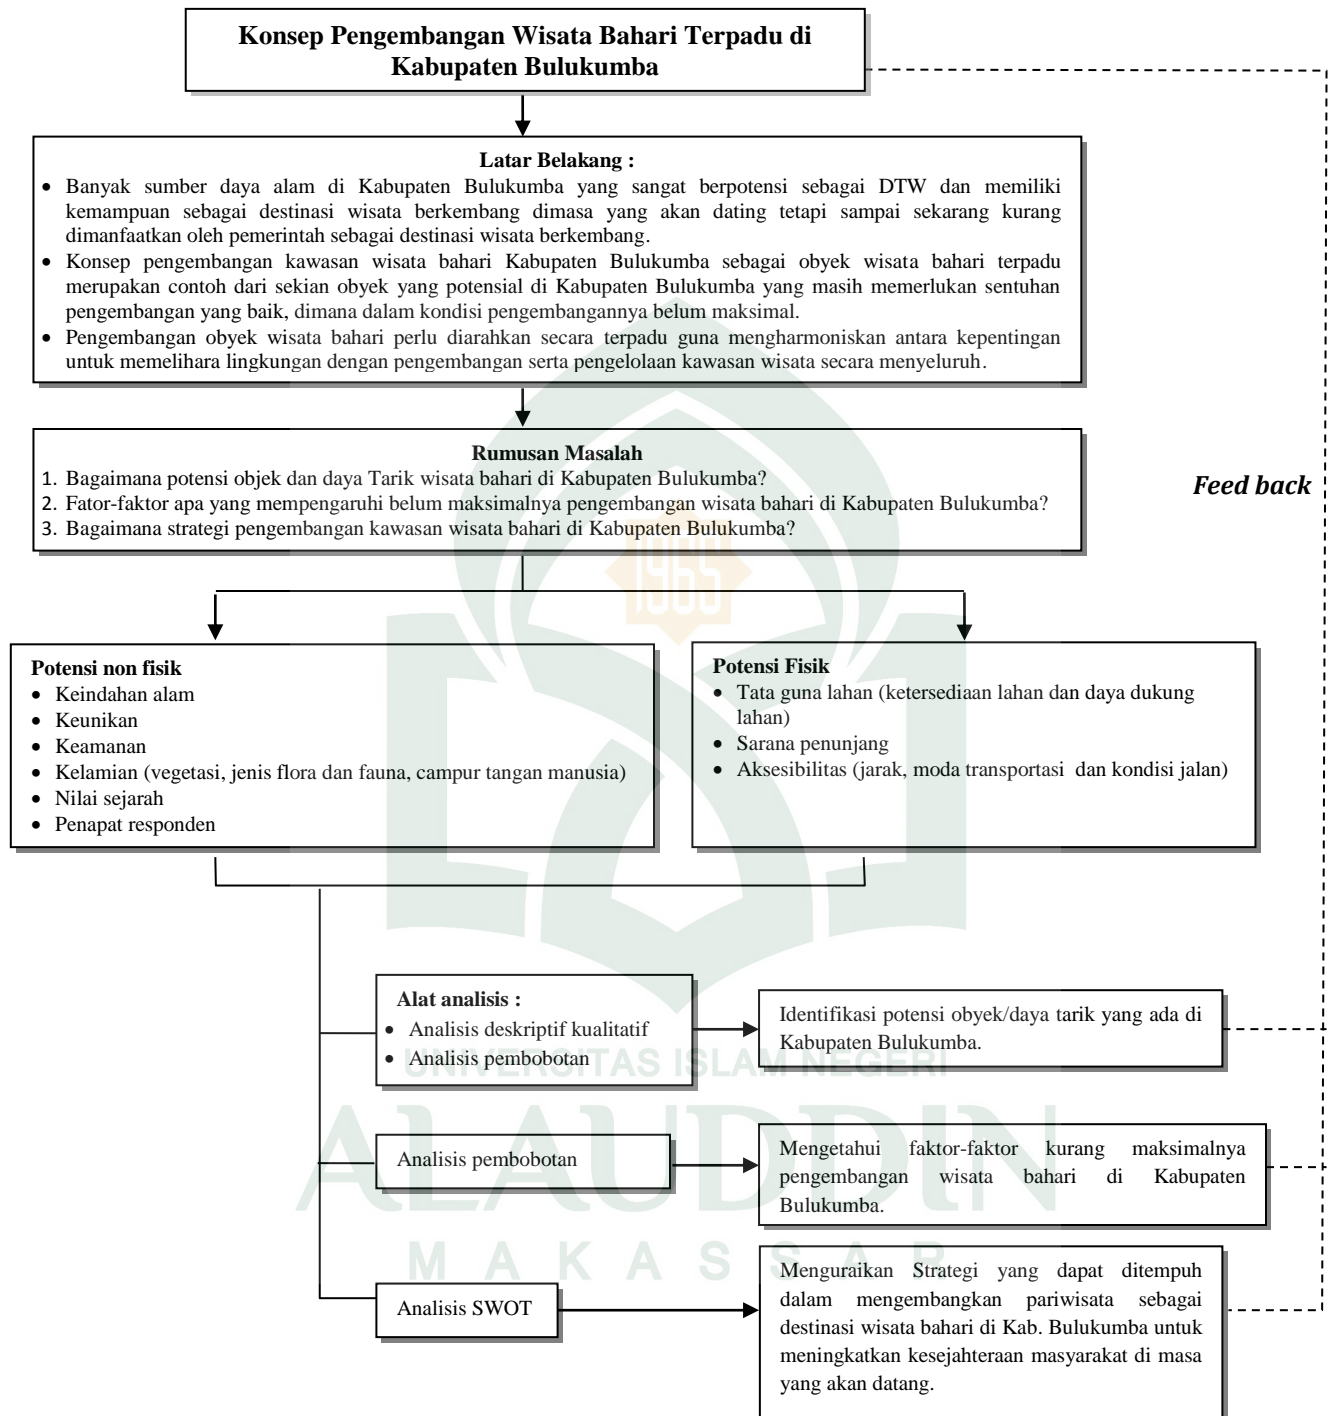 Konsep Pengembangan Wisata Bahari Terpadu di
Kabupaten Bulukumba
Latar Belakang :
• Banyak sumber daya alam di Kabupaten Bulukumba yang sangat berpotensi sebagai DTW dan memiliki
kemampuan sebagai destinasi wisata berkembang dimasa yang akan dating tetapi sampai sekarang kurang
dimanfaatkan oleh pemerintah sebagai destinasi wisata berkembang.
• Konsep pengembangan kawasan wisata bahari Kabupaten Bulukumba sebagai obyek wisata bahari terpadu
merupakan contoh dari sekian obyek yang potensial di Kabupaten Bulukumba yang masih memerlukan sentuhan
pengembangan yang baik, dimana dalam kondisi pengembangannya belum maksimal.
• Pengembangan obyek wisata bahari perlu diarahkan secara terpadu guna mengharmoniskan antara kepentingan
untuk memelihara lingkungan dengan pengembangan serta pengelolaan kawasan wisata secara menyeluruh.
Rumusan Masalah
1. Bagaimana potensi objek dan daya Tarik wisata bahari di Kabupaten Bulukumba?
2. Fator-faktor apa yang mempengaruhi belum maksimalnya pengembangan wisata bahari di Kabupaten Bulukumba?
3. Bagaimana strategi pengembangan kawasan wisata bahari di Kabupaten Bulukumba?
Feed back
1965
Potensi non fisik
• Keindahan alam
• Keunikan
• Keamanan
• Kelamian (vegetasi, jenis flora dan fauna, campur tangan manusia)
• Nilai sejarah
• Penapat responden
Potensi Fisik
• Tata guna lahan (ketersediaan lahan dan daya dukung
lahan)
• Sarana penunjang
• Aksesibilitas (jarak, moda transportasi dan kondisi jalan)
Alat analisis :
• Analisis deskriptif kualitatif
• Analisis pembobotan
Identifikasi potensi obyek/daya tarik yang ada di
Kabupaten Bulukumba.
UNIVERSITAS ISLAM NEGERI
ALAUDDIN
MAKASSAR
Analisis pembobotan
Mengetahui faktor-faktor kurang maksimalnya
pengembangan wisata bahari di Kabupaten
Bulukumba.
Analisis SWOT
Menguraikan Strategi yang dapat ditempuh
dalam mengembangkan pariwisata sebagai
destinasi wisata bahari di Kab. Bulukumba untuk
meningkatkan kesejahteraan masyarakat di masa
yang akan datang.